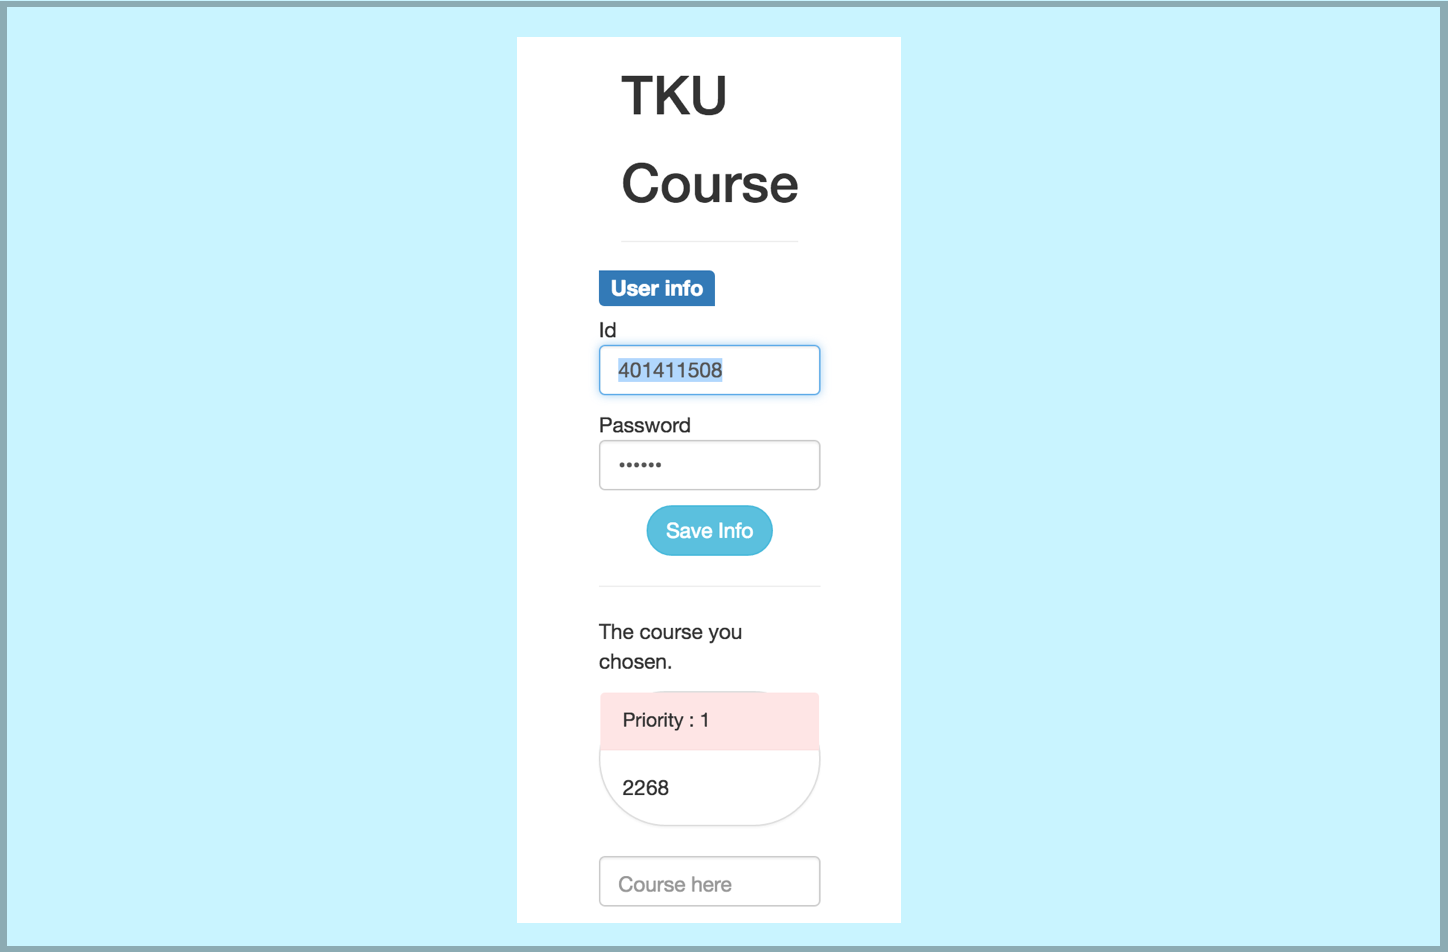 TKU
Course
User info
Id
401411508
Password
••••••
Save Info
The course you
chosen.
Priority : 1
2268
Course here